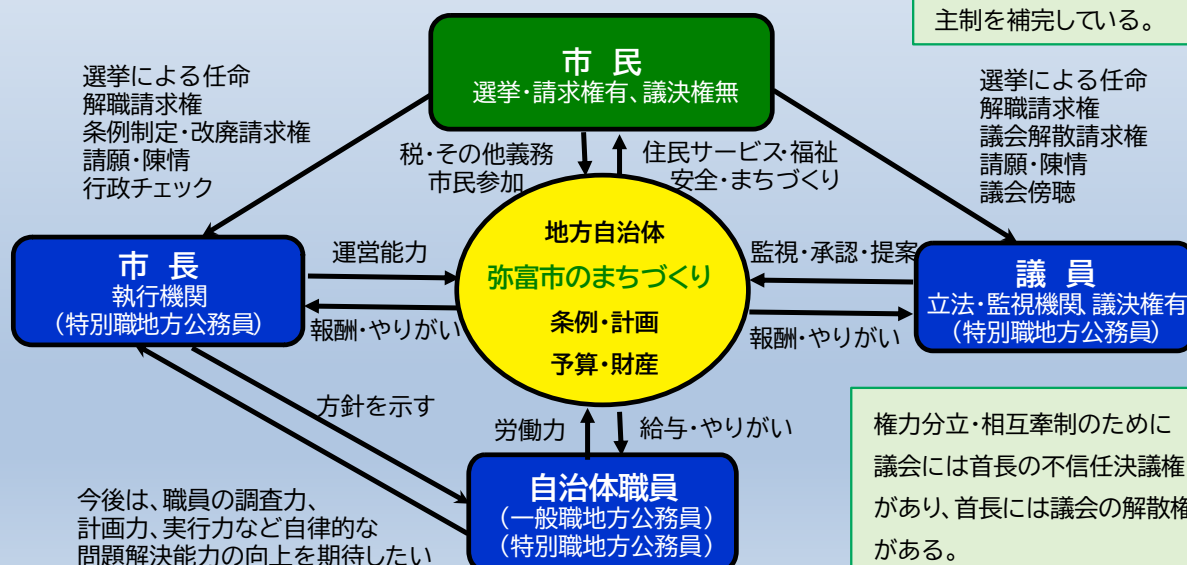 主制を補完している。
市 民
選挙・請求権有、議決権無
選挙による任命
解職請求権
条例制定・改廃請求権
請願・陳情
行政チェック
選挙による任命
解職請求権
議会解散請求権
請願・陳情
議会傍聴
税・その他義務
市民参加
住民サービス・福祉
安全・まちづくり
市 長
執行機関
(特別職地方公務員)
運営能力
報酬・やりがい
地方自治体
弥富市のまちづくり
条例・計画
予算・財産
監視・承認・提案
報酬・やりがい
議 員
立法・監視機関、議決権有
(特別職地方公務員)
方針を示す
労働力
給与・やりがい
自治体職員
(一般職地方公務員)
(特別職地方公務員)
今後は、職員の調査力、
計画力、実行力など自律的な
問題解決能力の向上を期待したい
権力分立・相互牽制のために
議会には首長の不信任決議権
があり、首長には議会の解散権
がある。